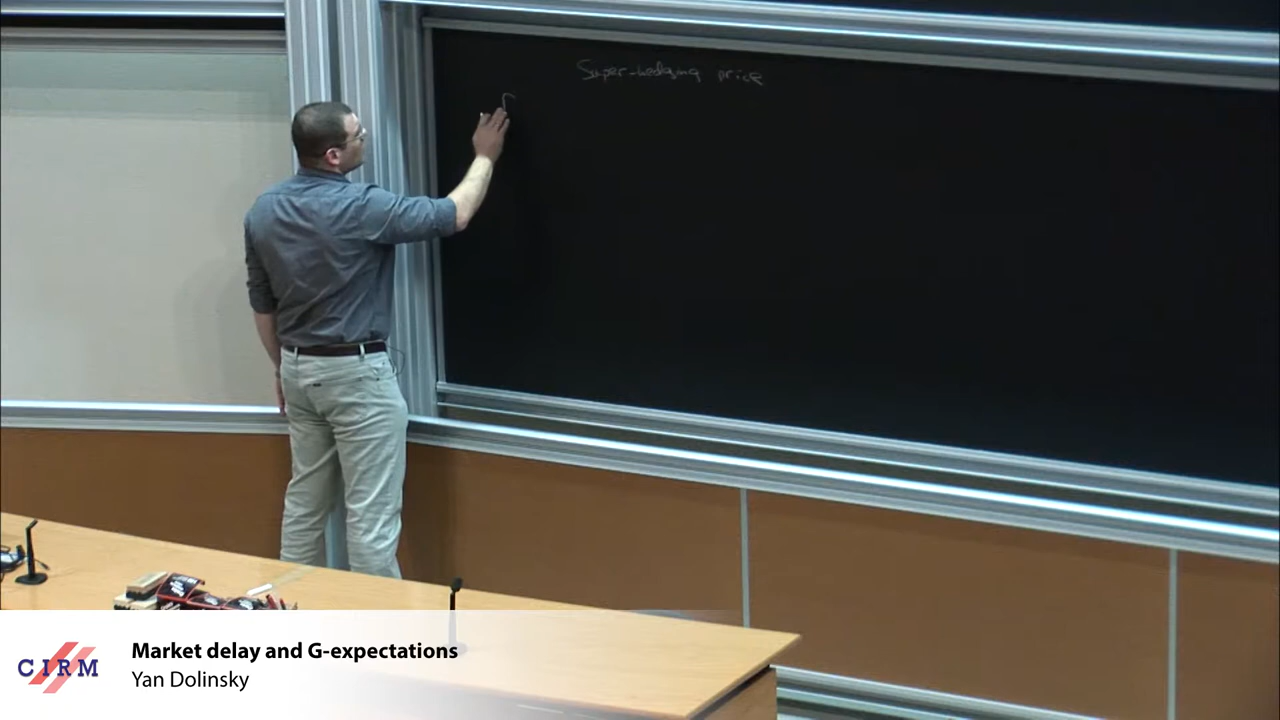 Super-hedging price
CIRM
Market delay and G-expectations
Yan Dolinsky